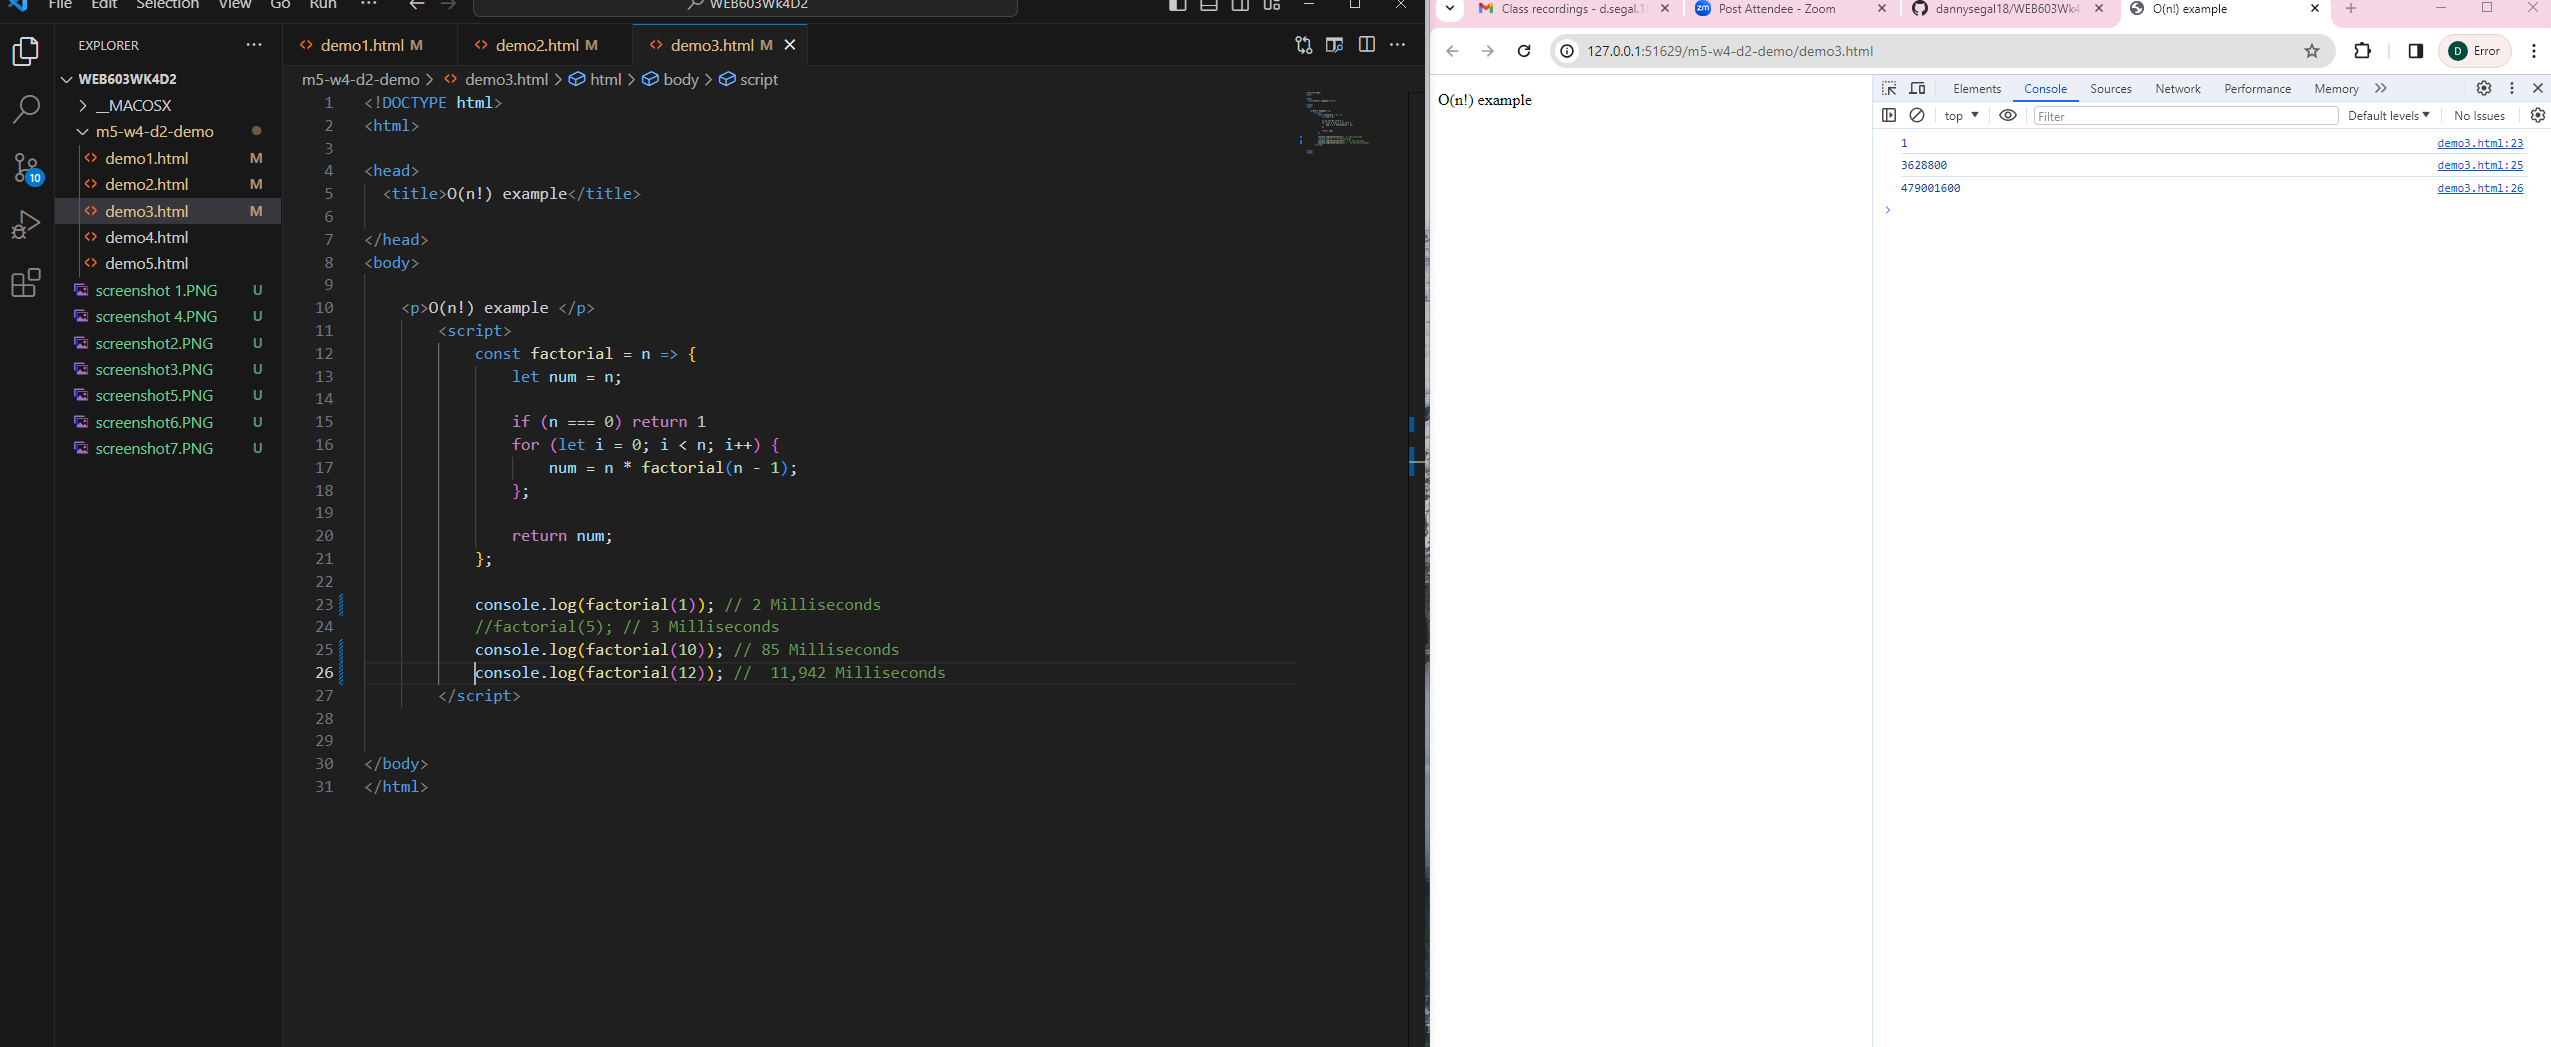 File Edit Selection View Go Run ··· WEB603Wk4D2
EXPLORER ···
WEB603WK4D2
__MACOSX
m5-w4-d2-demo
demo1.html M
demo2.html M
demo3.html M
demo4.html
demo5.html
screenshot 1.PNG U
screenshot 4.PNG U
screenshot2.PNG U
screenshot3.PNG U
screenshot5.PNG U
screenshot6.PNG U
screenshot7.PNG U
10
demo1.html M demo2.html M demo3.html M
m5-w4-d2-demo > demo3.html > html > body > script
1 <!DOCTYPE html>
2 <html>
3
4 <head>
5 <title>O(n!) example</title>
6
7 </head>
8 <body>
9
10 <p>O(n!) example </p>
11 <script>
12 const factorial = n => {
13 let num = n;
14
15 if (n === 0) return 1
16 for (let i = 0; i < n; i++) {
17 num = n * factorial(n - 1);
18 };
19
20 return num;
21 };
22
23 console.log(factorial(1)); // 2 Milliseconds
24 //factorial(5); // 3 Milliseconds
25 console.log(factorial(10)); // 85 Milliseconds
26 console.log(factorial(12)); //  11,942 Milliseconds
27 </script>
28
29
30 </body>
31 </html>
Class recordings - d.segal.1 zm Post Attendee - Zoom dannysegal18/WEB603Wk4 O(n!) example
127.0.0.1:51629/m5-w4-d2-demo/demo3.html D Error
O(n!) example
Elements Console Sources Network Performance Memory
top Filter Default levels No Issues
1 demo3.html:23
3628800 demo3.html:25
479001600 demo3.html:26